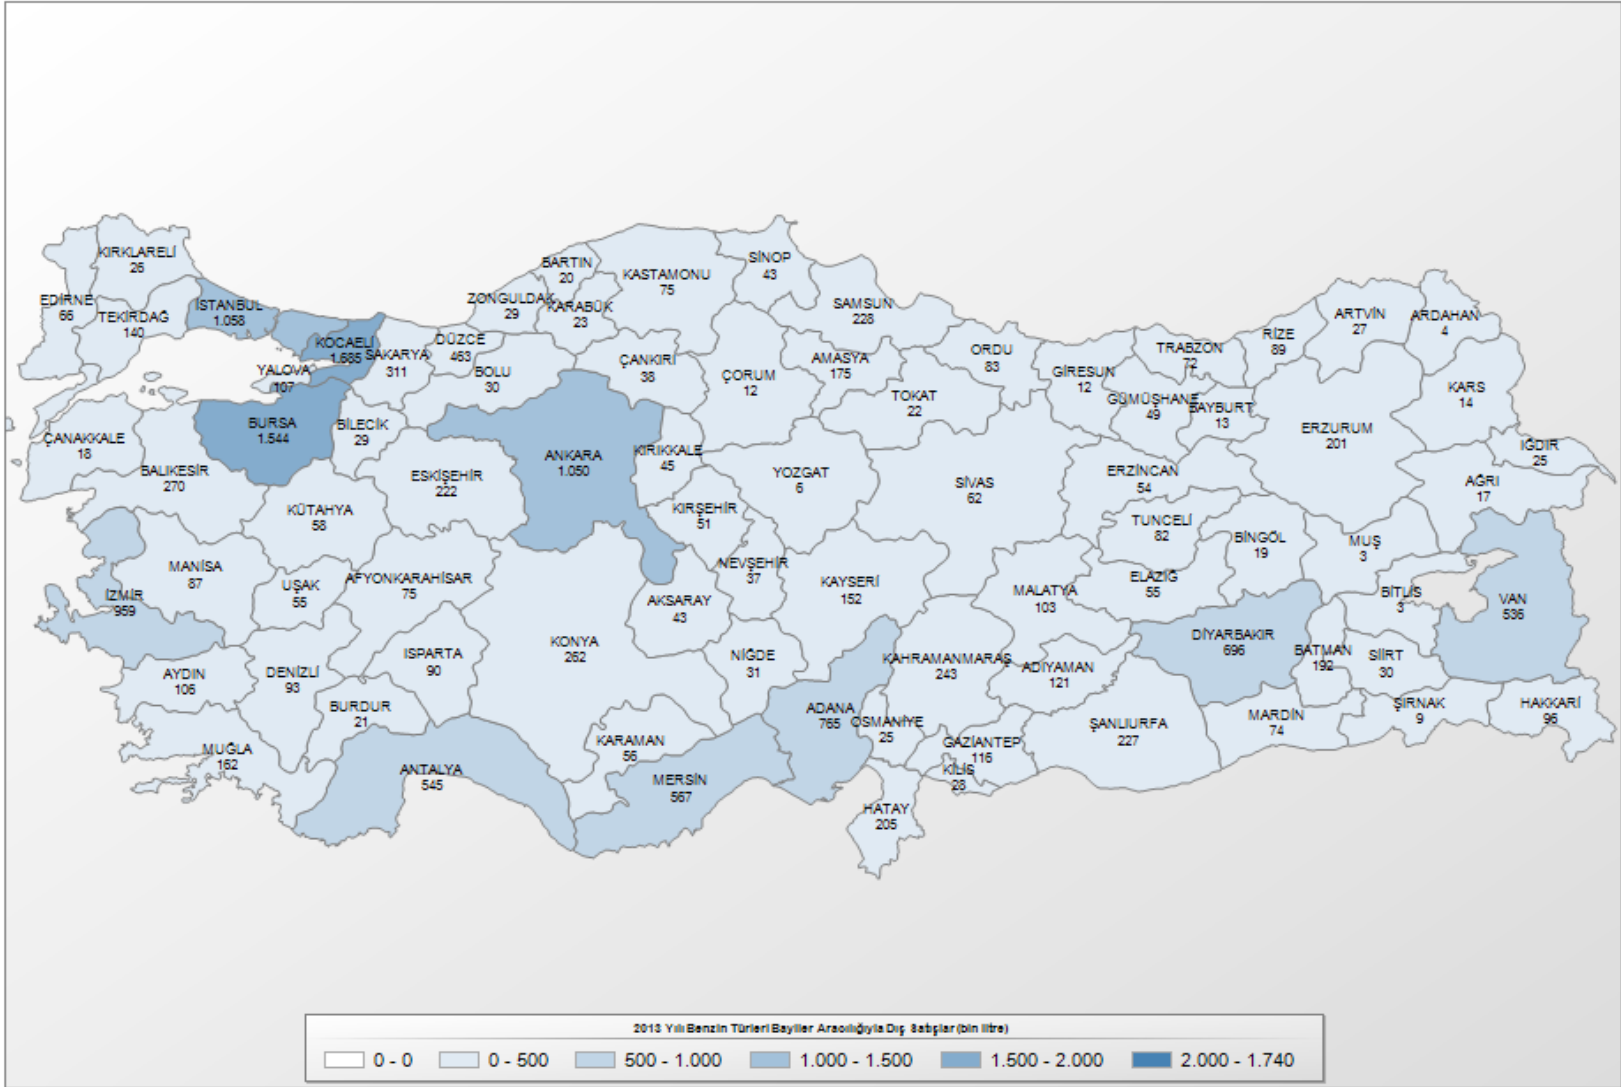 KIRKLARELİ
26
EDİRNE
66
TEKİRDAĞ
140
İSTANBUL
1.058
KOCAELİ
1.685
YALOVA
107
SAKARYA
311
DÜZCE
463
BOLU
30
ZONGULDAK
29
BARTIN
20
KARABÜK
23
KASTAMONU
75
SİNOP
43
SAMSUN
228
ÇANKIRI
38
ÇORUM
12
AMASYA
175
TOKAT
22
ORDU
83
GİRESUN
12
TRABZON
72
GÜMÜŞHANE
49
BAYBURT
13
RİZE
89
ARTVİN
27
ARDAHAN
4
KARS
14
IĞDIR
25
AĞRI
17
ERZURUM
201
ERZİNCAN
54
ÇANAKKALE
18
BALIKESİR
270
BURSA
1.544
BİLECİK
29
ESKİŞEHİR
222
KÜTAHYA
58
ANKARA
1.050
KIRIKKALE
45
YOZGAT
6
SİVAS
62
KIRŞEHİR
51
NEVŞEHİR
37
KAYSERİ
152
TUNCELİ
82
BİNGÖL
19
MUŞ
3
BİTLİS
3
VAN
536
ELAZIĞ
55
MALATYA
103
İZMİR
959
MANİSA
87
UŞAK
55
AFYONKARAHİSAR
75
AKSARAY
43
KONYA
262
ISPARTA
90
NİĞDE
31
AYDIN
106
DENİZLİ
93
BURDUR
21
MUĞLA
162
ANTALYA
545
KARAMAN
56
MERSİN
567
ADANA
765
OSMANİYE
25
KAHRAMANMARAŞ
243
ADIYAMAN
121
GAZİANTEP
116
KİLİS
28
HATAY
205
ŞANLIURFA
227
DİYARBAKIR
696
BATMAN
192
SİİRT
30
MARDİN
74
ŞIRNAK
9
HAKKARİ
96
2013 Yılı Benzin Türleri Bayiler Aracılığıyla Dış Satışlar (bin litre)
0 - 0
0 - 500
500 - 1.000
1.000 - 1.500
1.500 - 2.000
2.000 - 1.740